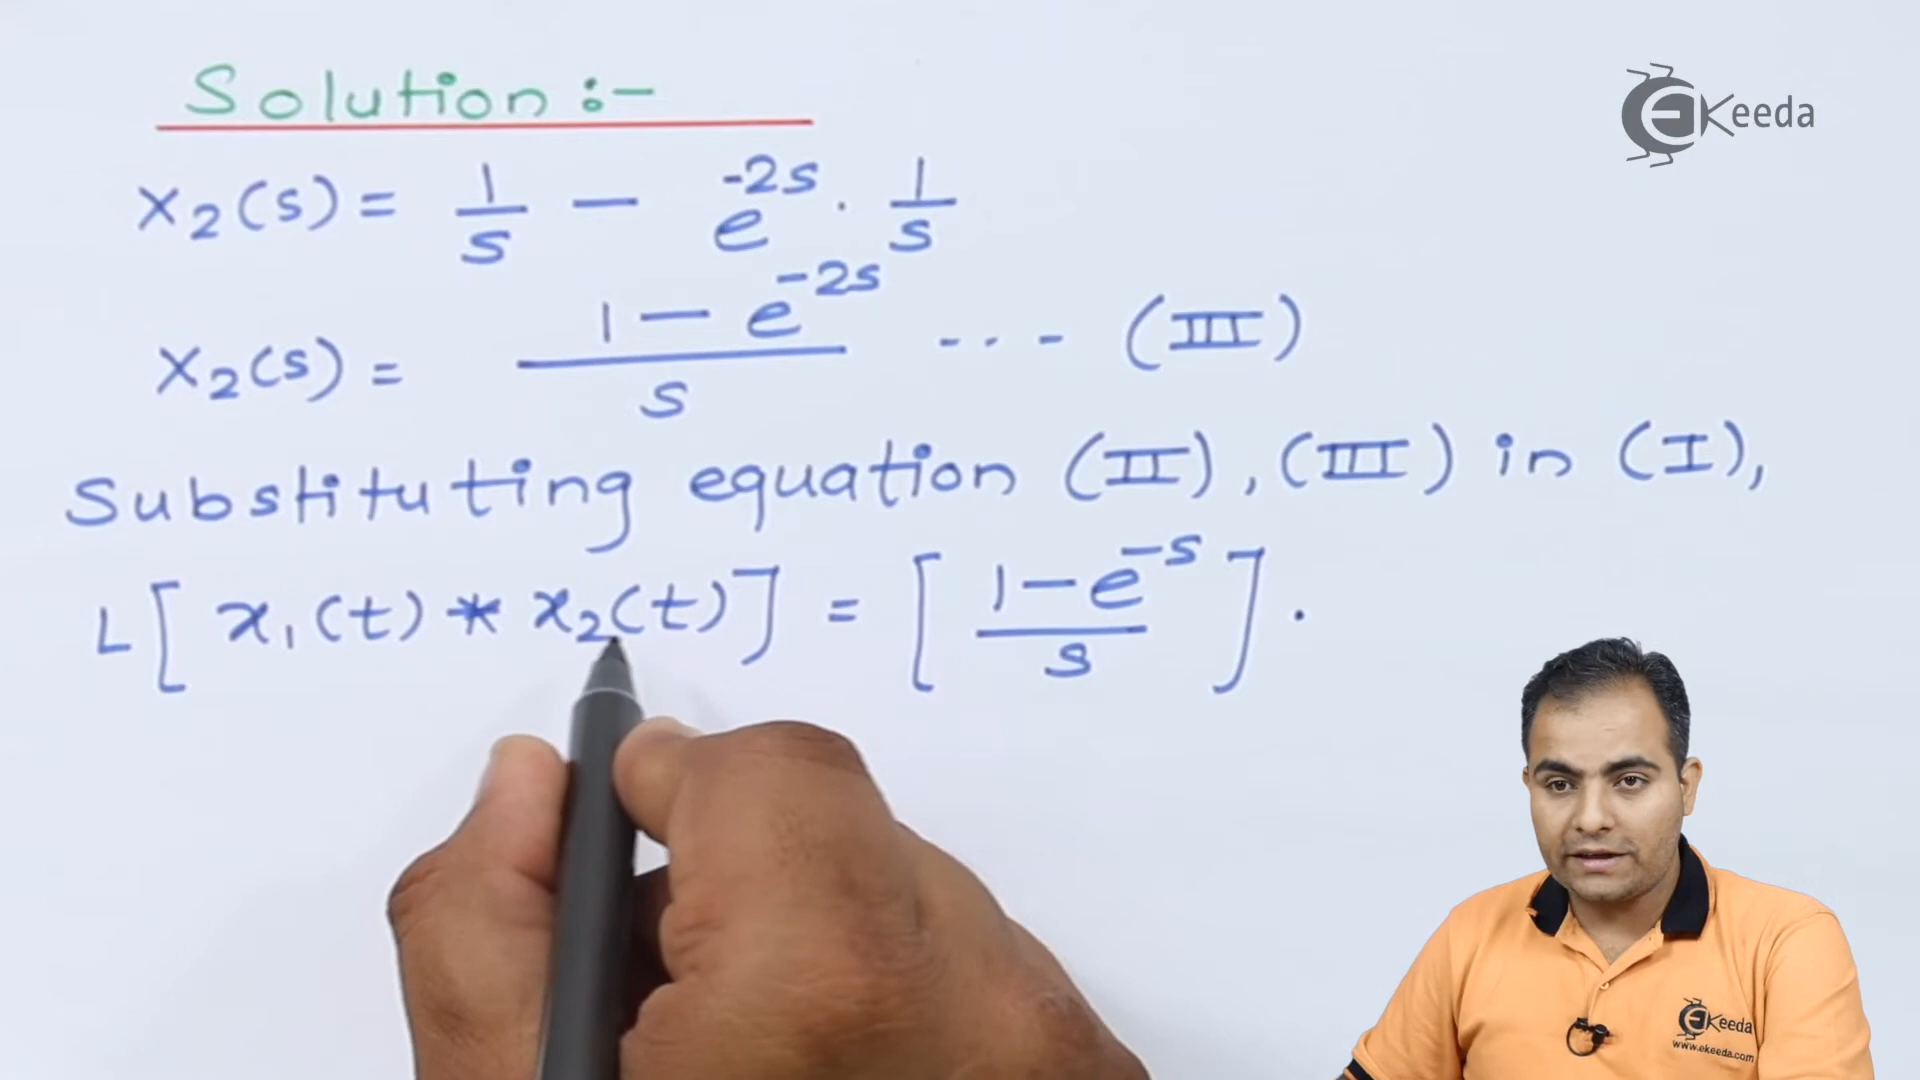 Solution :-
EKeeda
X₂(s) = 1/s - e^-2s . 1/s
X₂(s) = (1 - e^-2s)/s ... (III)
Substituting equation (II), (III) in (I),
L[x₁(t) * x₂(t)] = [(1 - e^-s)/s] .
EKeeda
www.ekeeda.com